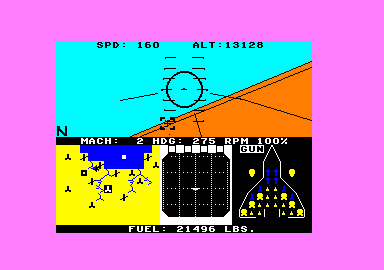 SPD: 160 ALT:13128
N
MACH: 2 HDG: 275 RPM 100%
GUN
FUEL: 21496 LBS.